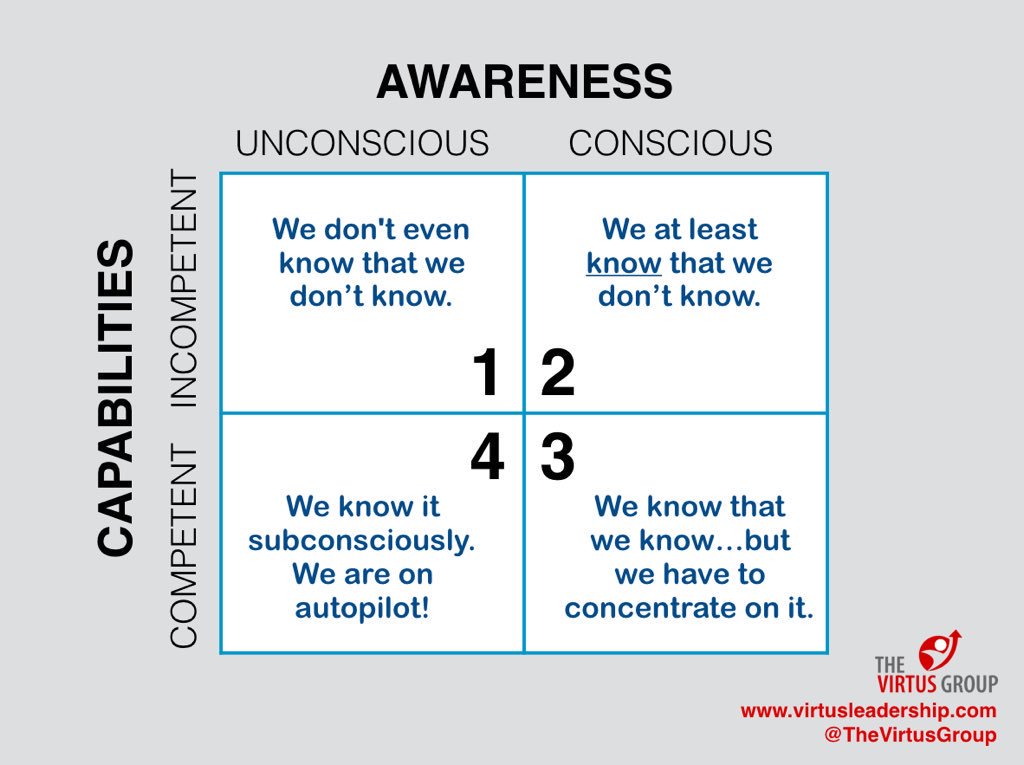 AWARENESS
UNCONSCIOUS
CONSCIOUS
CAPABILITIES
INCOMPETENT
COMPETENT
We don't even
know that we
don’t know.
1
We at least
know that we
don’t know.
2
4
We know it
subconsciously.
We are on
autopilot!
3
We know that
we know...but
we have to
concentrate on it.
THE
VIRTUS GROUP
www.virtusleadership.com
@TheVirtusGroup